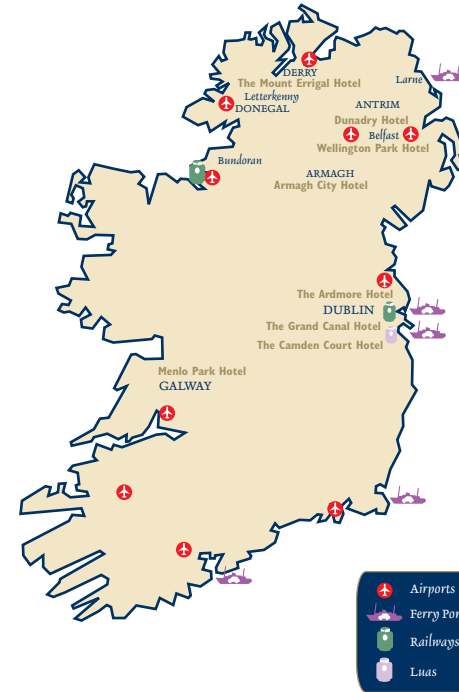 DERRY
The Mount Errigal Hotel
Larne
Letterkenny
DONEGAL
ANTRIM
Dunadry Hotel
Belfast
Wellington Park Hotel
Bundoran
ARMAGH
Armagh City Hotel
The Ardmore Hotel
DUBLIN
The Grand Canal Hotel
The Camden Court Hotel
Menlo Park Hotel
GALWAY
Airports
Ferry Por
Railways
Luas